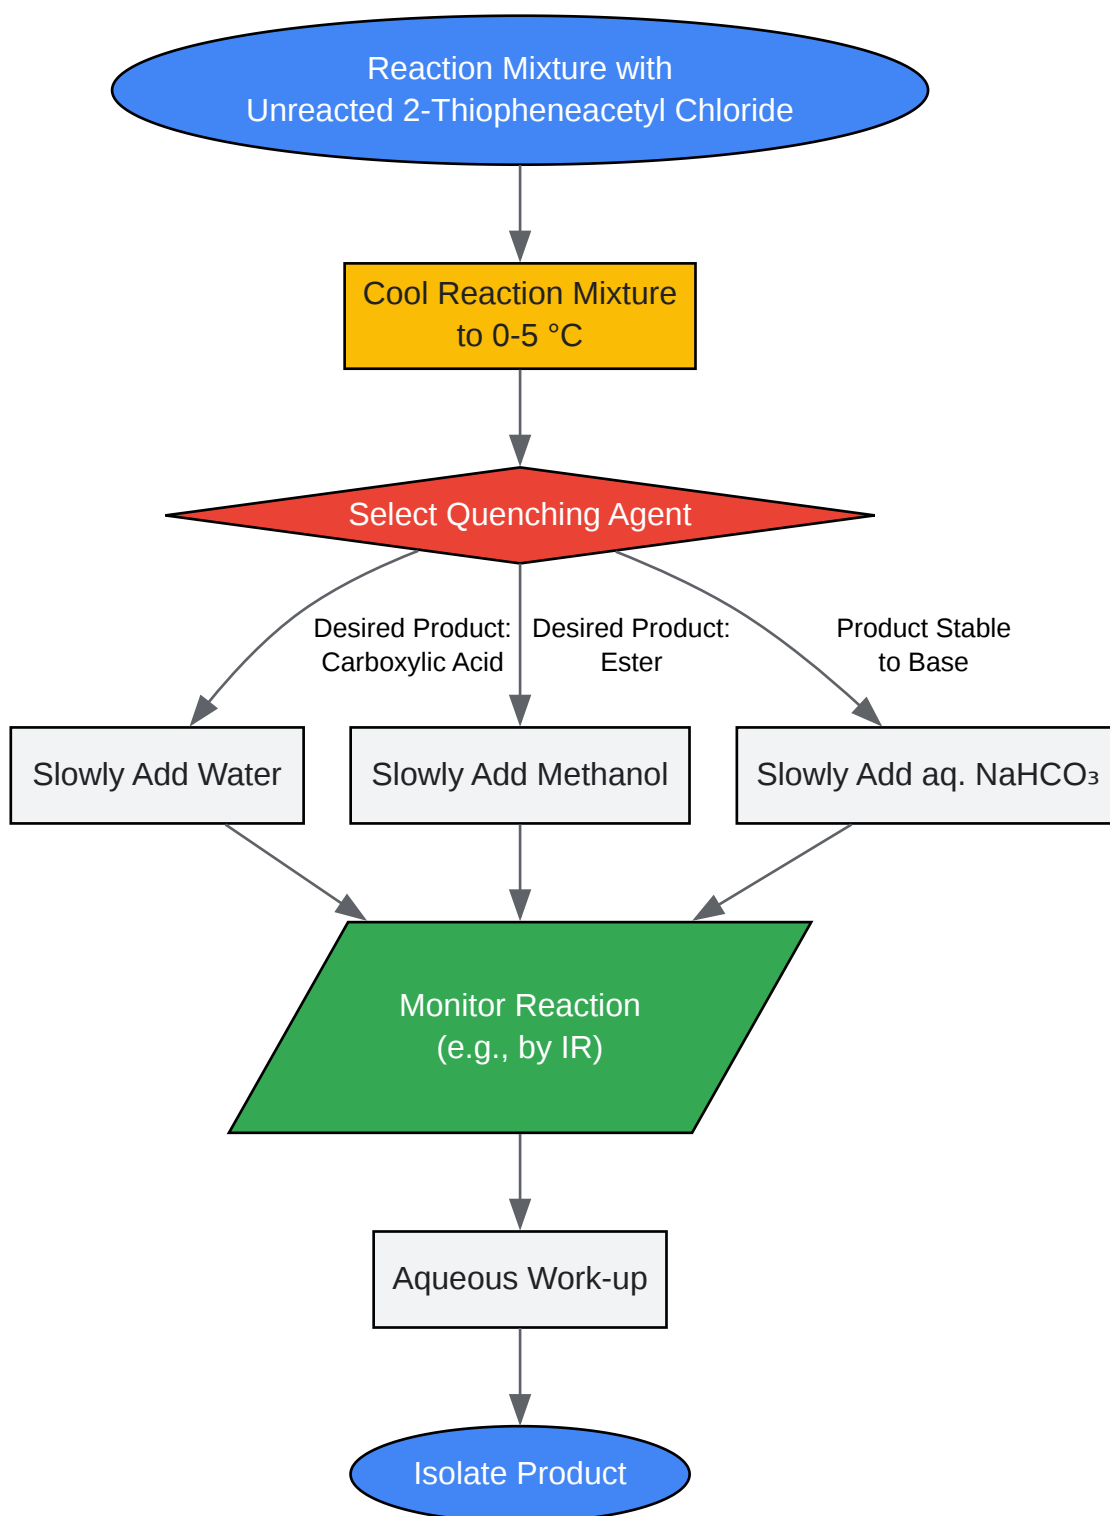 Reaction Mixture with
Unreacted 2-Thiopheneacetyl Chloride
Cool Reaction Mixture
to 0-5 °C
Select Quenching Agent
Desired Product:
Carboxylic Acid
Desired Product:
Ester
Product Stable
to Base
Slowly Add Water
Slowly Add Methanol
Slowly Add aq. NaHCO₃
Monitor Reaction
(e.g., by IR)
Aqueous Work-up
Isolate Product